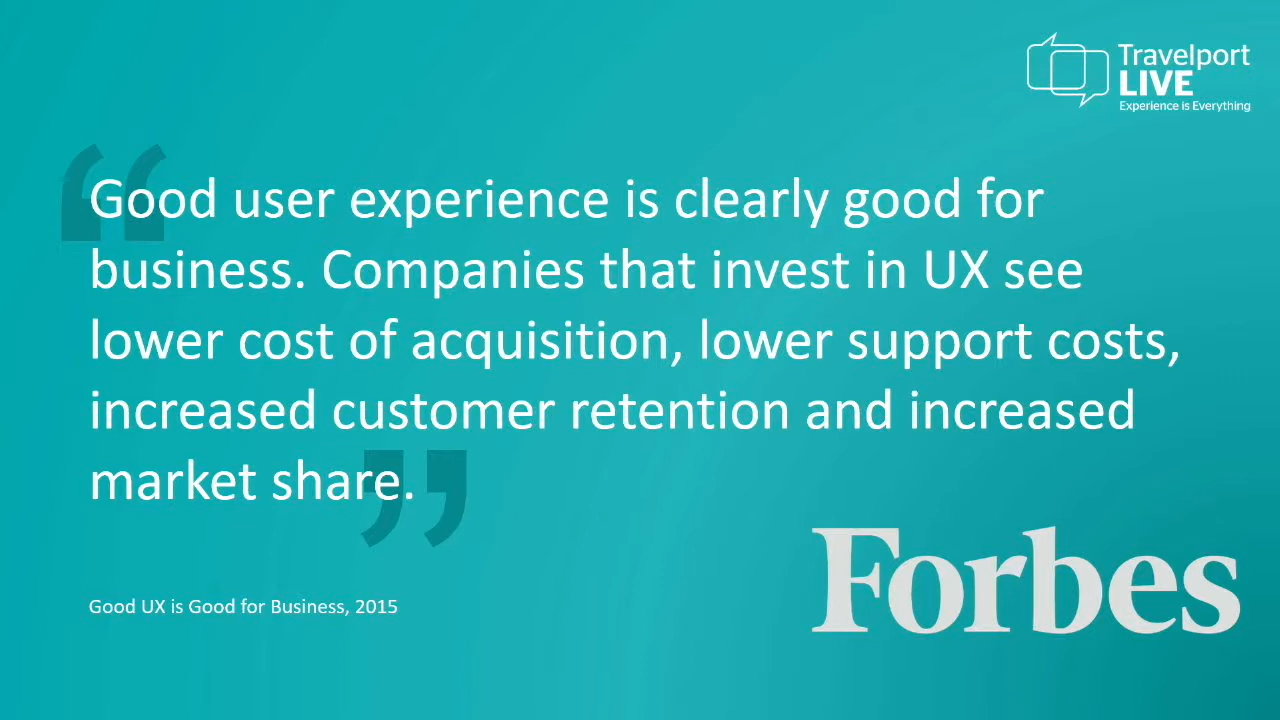 Travelport
LIVE
Experience is Everything
“
Good user experience is clearly good for
business. Companies that invest in UX see
lower cost of acquisition, lower support costs,
increased customer retention and increased
market share.
”
Forbes
Good UX is Good for Business, 2015